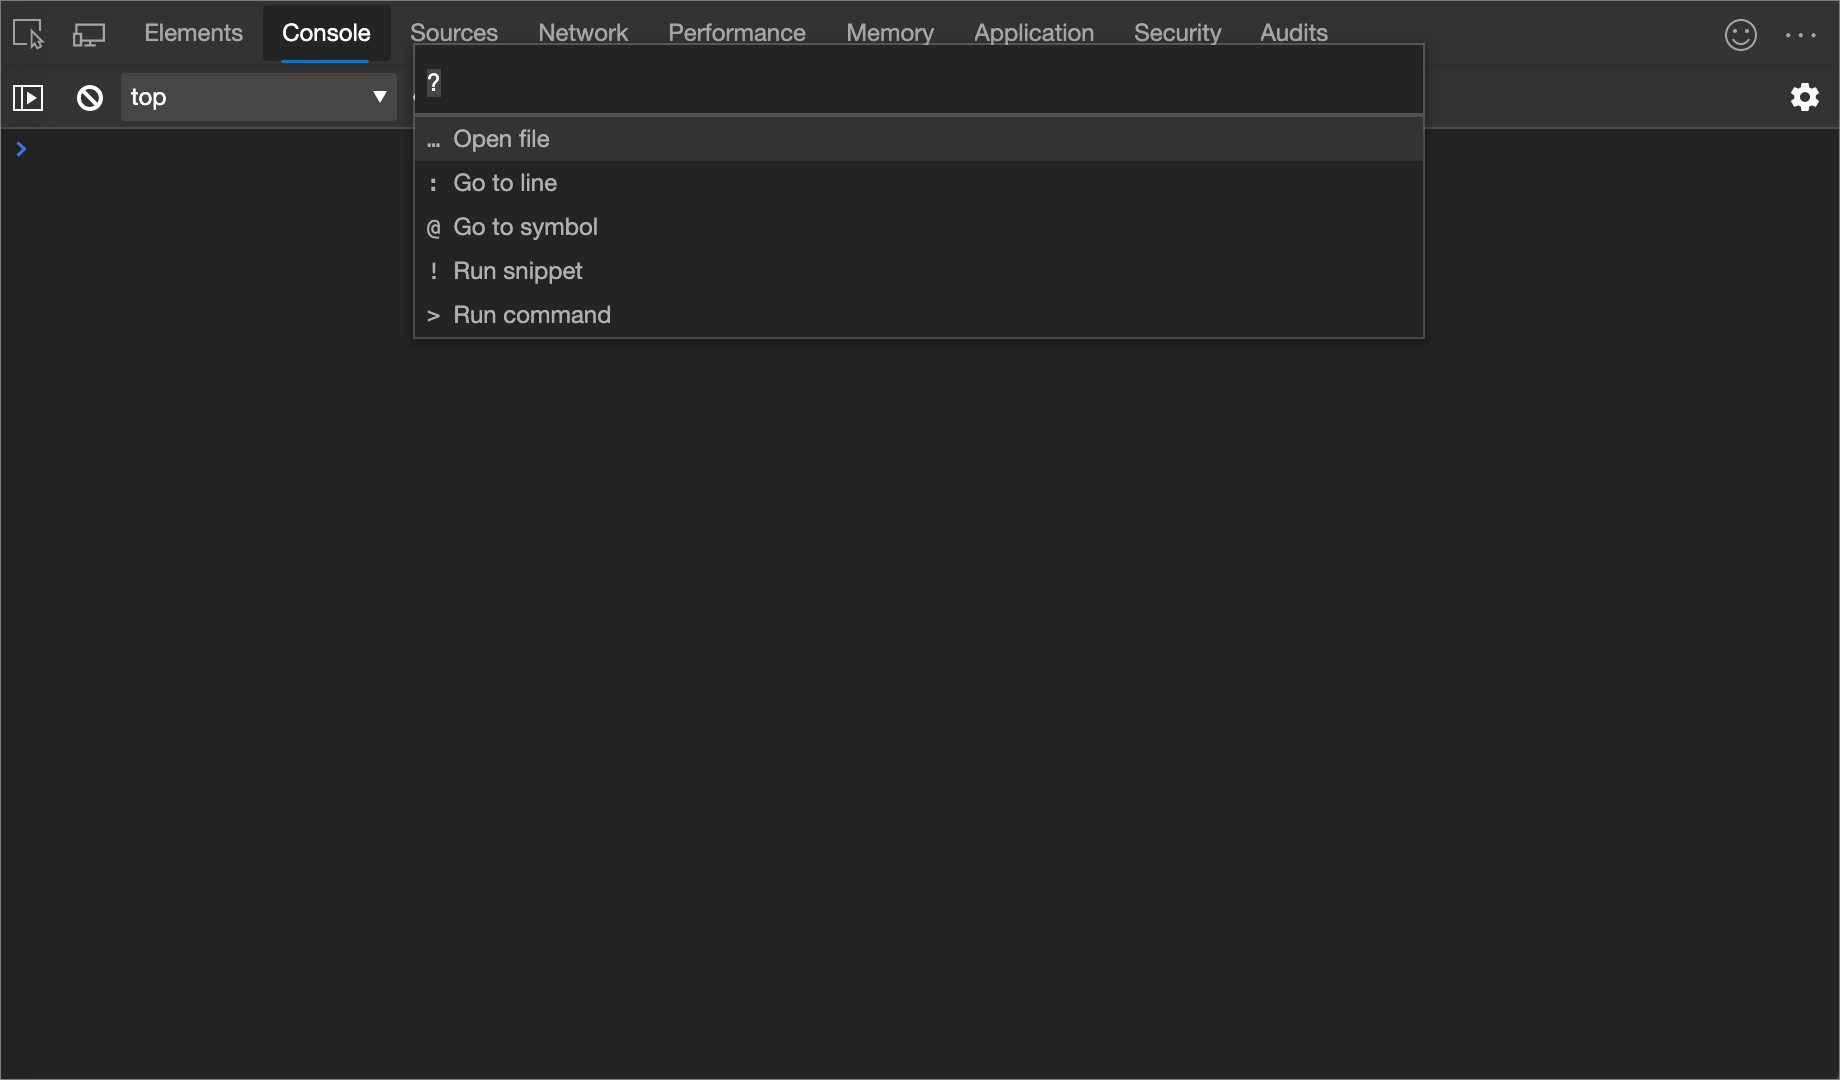 Elements Console Sources Network Performance Memory Application Security Audits
top
?
… Open file
: Go to line
@ Go to symbol
! Run snippet
> Run command